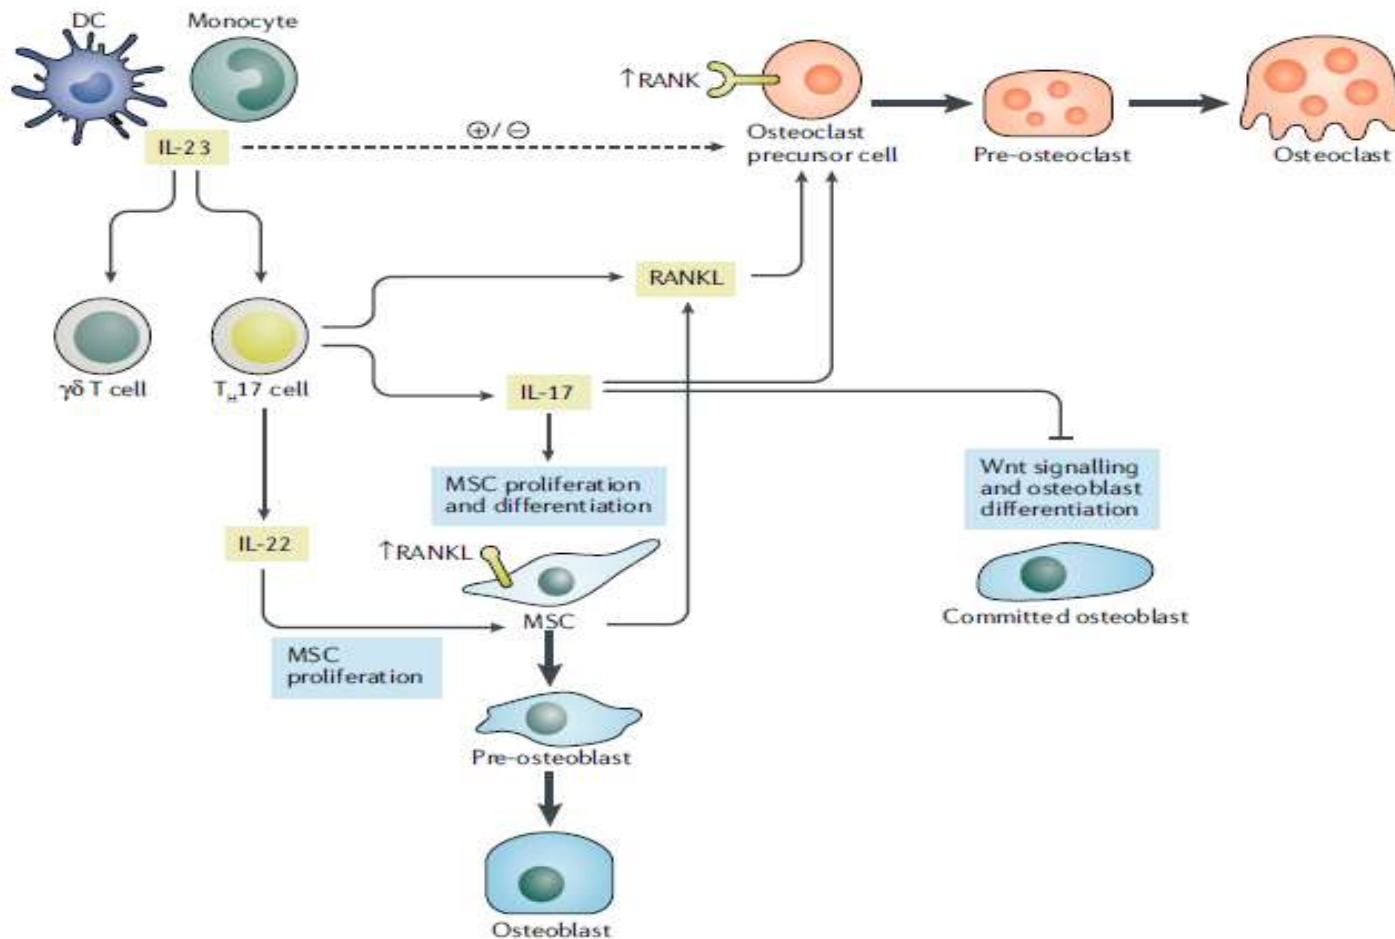 DC
Monocyte
IL-23
⊕/ ⊖
↑RANK
Osteoclast
precursor cell
Pre-osteoclast
Osteoclast
RANKL
γδ T cell
TH17 cell
IL-17
MSC proliferation
and differentiation
Wnt signalling
and osteoblast
differentiation
IL-22
↑RANKL
MSC
Committed osteoblast
MSC
proliferation
Pre-osteoblast
Osteoblast